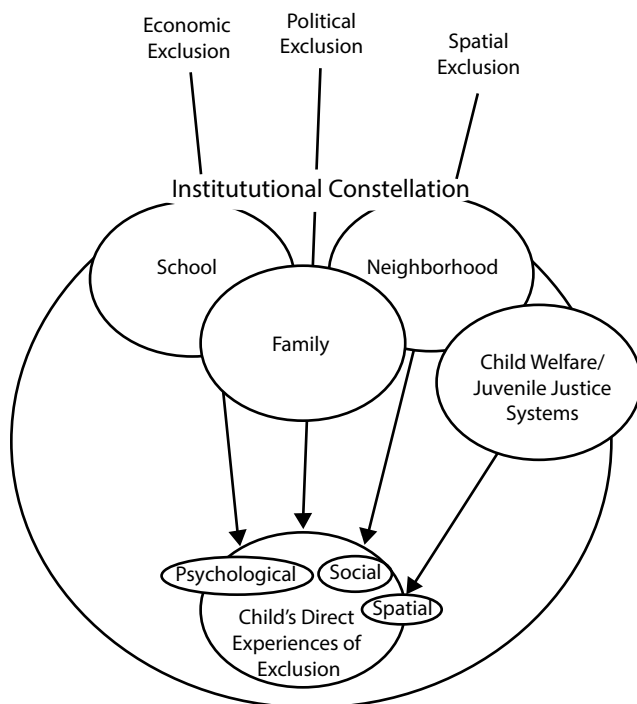 Economic
Exclusion
Political
Exclusion
Spatial
Exclusion
Institututional Constellation
School
Neighborhood
Family
Child Welfare/
Juvenile Justice
Systems
Psychological
Social
Spatial
Child’s Direct
Experiences of
Exclusion